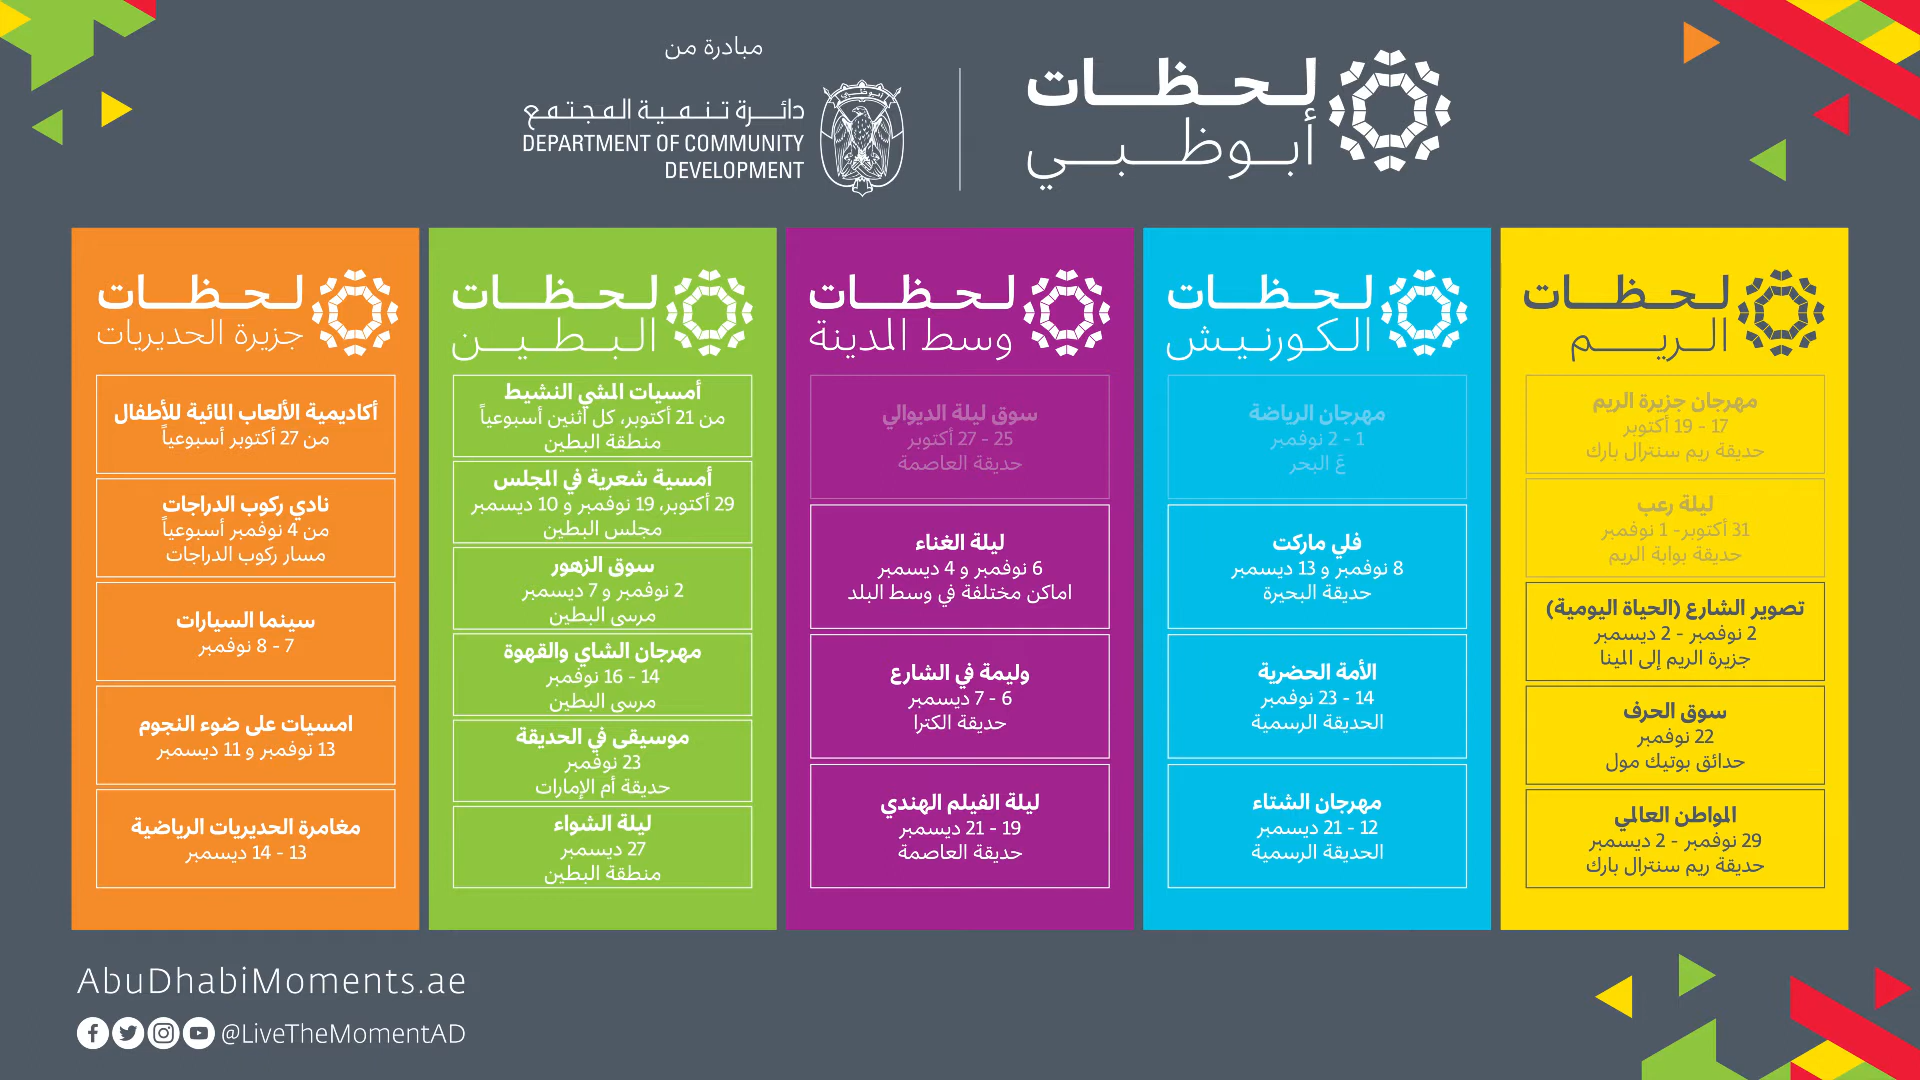 مبادرة من
دائرة تنمية المجتمع
DEPARTMENT OF COMMUNITY
DEVELOPMENT
لحظات
أبوظبي
لحظات
الريم
مهرجان جزيرة الريم
17 - 19 أكتوبر
حديقة ريم سنترال بارك
ليلة رعب
31 أكتوبر- 1 نوفمبر
حديقة بوابة الريم
تصوير الشارع (الحياة اليومية)
2 نوفمبر - 2 ديسمبر
جزيرة الريم إلى المينا
سوق الحرف
22 نوفمبر
حدائق بوتيك مول
المواطن العالمي
29 نوفمبر - 2 ديسمبر
حديقة ريم سنترال بارك
لحظات
الكورنيش
مهرجان الرياضة
1 - 2 نوفمبر
عَ البحر
فلي ماركت
8 نوفمبر و 13 ديسمبر
حديقة البحيرة
الأمة الحضرية
14 - 23 نوفمبر
الحديقة الرسمية
مهرجان الشتاء
12 - 21 ديسمبر
الحديقة الرسمية
لحظات
وسط المدينة
سوق ليلة الديوالي
25 - 27 أكتوبر
حديقة العاصمة
ليلة الغناء
6 نوفمبر و 4 ديسمبر
اماكن مختلفة في وسط البلد
وليمة في الشارع
6 - 7 ديسمبر
حديقة الكترا
ليلة الفيلم الهندي
19 - 21 ديسمبر
حديقة العاصمة
لحظات
البطين
أمسيات المشي النشيط
من 21 أكتوبر، كل اثنين أسبوعياً
منطقة البطين
أمسية شعرية في المجلس
29 أكتوبر، 19 نوفمبر و 10 ديسمبر
مجلس البطين
سوق الزهور
2 نوفمبر و 7 ديسمبر
مرسى البطين
مهرجان الشاي والقهوة
14 - 16 نوفمبر
مرسى البطين
موسيقى في الحديقة
23 نوفمبر
حديقة أم الإمارات
ليلة الشواء
27 ديسمبر
منطقة البطين
لحظات
جزيرة الحديريات
أكاديمية الألعاب المائية للأطفال
من 27 أكتوبر أسبوعياً
نادي ركوب الدراجات
من 4 نوفمبر أسبوعياً
مسار ركوب الدراجات
سينما السيارات
7 - 8 نوفمبر
امسيات على ضوء النجوم
13 نوفمبر و 11 ديسمبر
مغامرة الحديريات الرياضية
13 - 14 ديسمبر
AbuDhabiMoments.ae
@LiveTheMomentAD